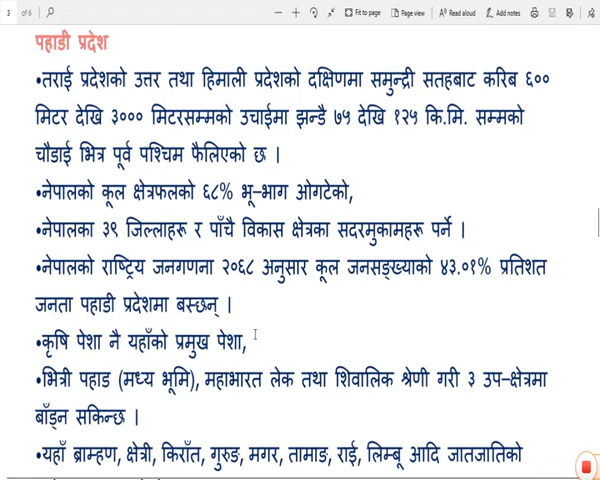 3 of 6
Fit to page
Page view
Read aloud
Add notes
पहाडी प्रदेश
•तराई प्रदेशको उत्तर तथा हिमाली प्रदेशको दक्षिणमा समुन्द्री सतहबाट करिब ६००
मिटर देखि ३००० मिटरसम्मको उचाईमा झन्डै ७५ देखि १२५ कि.मि. सम्मको
चौडाई भित्र पूर्व पश्चिम फैलिएको छ ।
•नेपालको कूल क्षेत्रफलको ६८% भू-भाग ओगटेको,
•नेपालका ३९ जिल्लाहरू र पाँचै विकास क्षेत्रका सदरमुकामहरू पर्ने ।
•नेपालको राष्ट्रिय जनगणना २०६८ अनुसार कूल जनसङ्ख्याको ४३.०१% प्रतिशत
जनता पहाडी प्रदेशमा बस्छन् ।
•कृषि पेशा नै यहाँको प्रमुख पेशा,
•भित्री पहाड (मध्य भूमि), महाभारत लेक तथा शिवालिक श्रेणी गरी ३ उप-क्षेत्रमा
बाँड्न सकिन्छ ।
•यहाँ ब्राम्हण, क्षेत्री, किराँत, गुरुङ, मगर, तामाङ, राई, लिम्बू आदि जातजातिको